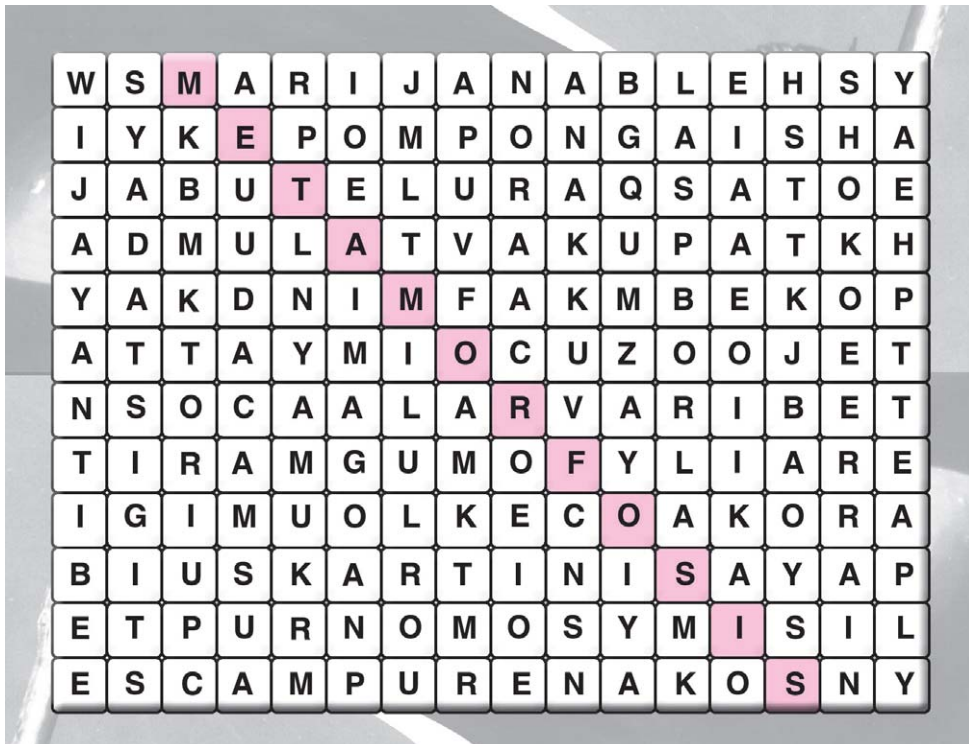 W S M A R I J A N A B L E H S Y
I Y K E P O M P O N G A I S H A
J A B U T E L U R A Q S A T O E
A D M U L A T V A K U P A T K H
Y A K D N I M F A K M B E K O P
A T T A Y M I O C U Z O O J E T
N S O C A A L A R V A R I B E T
T I R A M G U M O F Y L I A R E
I G I M U O L K E C O A K O R A
B I U S K A R T I N I S A Y A P
E T P U R N O M O S Y M I S I L
E S C A M P U R E N A K O S N Y